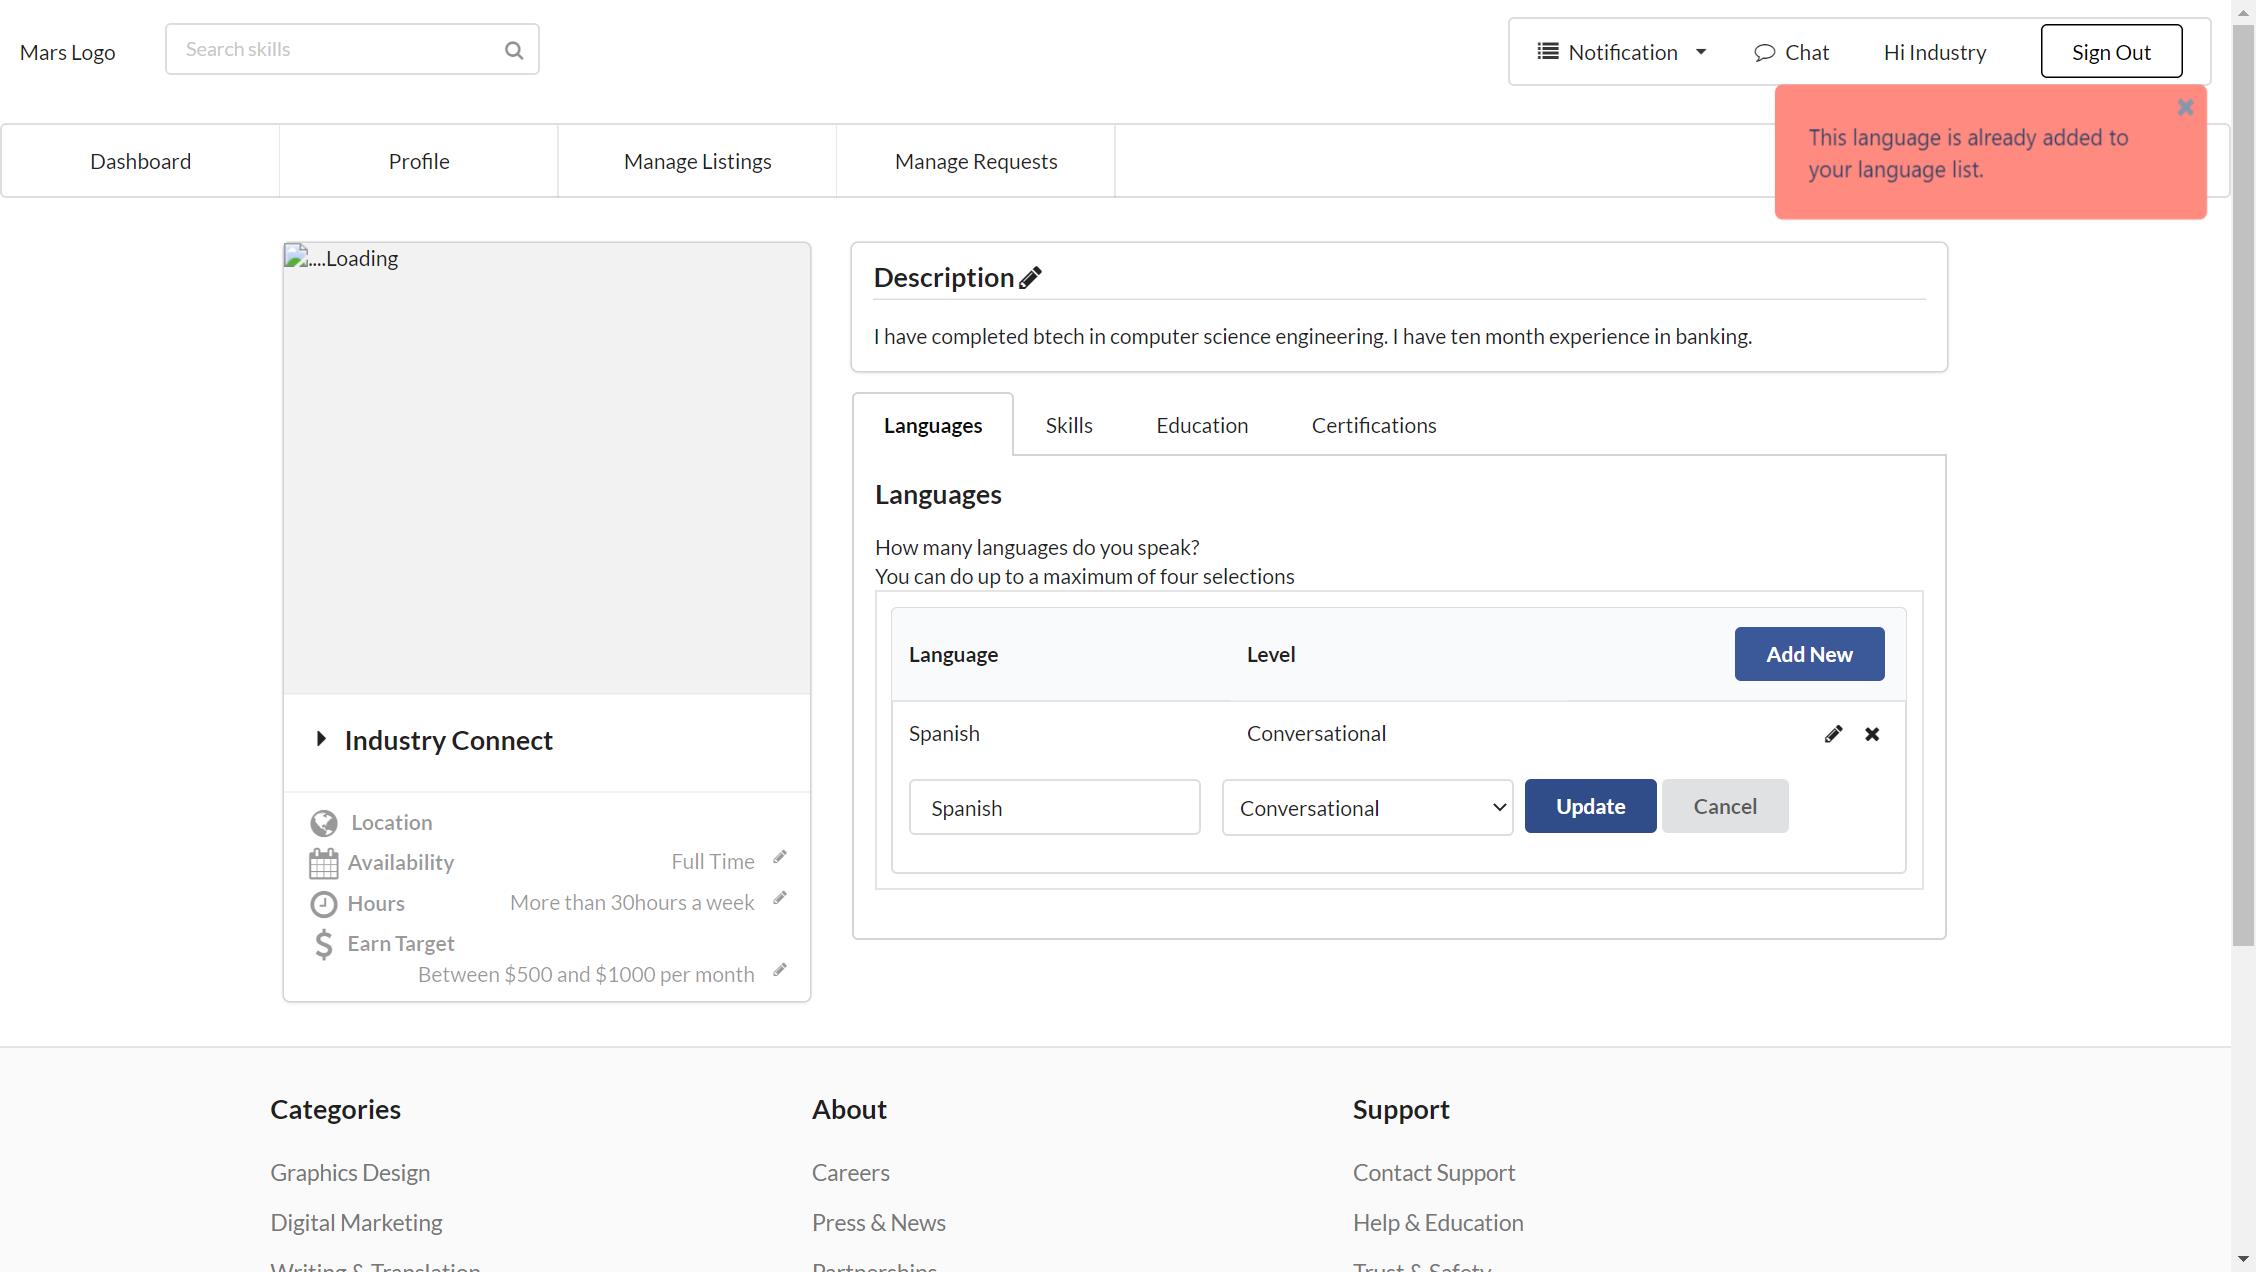 Mars Logo
Search skills
Notification
Chat
Hi Industry
Sign Out
This language is already added to
your language list.
Dashboard
Profile
Manage Listings
Manage Requests
....Loading
Industry Connect
Location
Availability
Full Time
Hours
More than 30hours a week
Earn Target
Between $500 and $1000 per month
Description
I have completed btech in computer science engineering. I have ten month experience in banking.
Languages
Skills
Education
Certifications
Languages
How many languages do you speak?
You can do up to a maximum of four selections
Language
Level
Add New
Spanish
Conversational
Spanish
Conversational
Update
Cancel
Categories
Graphics Design
Digital Marketing
Writing & Translation
About
Careers
Press & News
Partnerships
Support
Contact Support
Help & Education
Trust & Safety